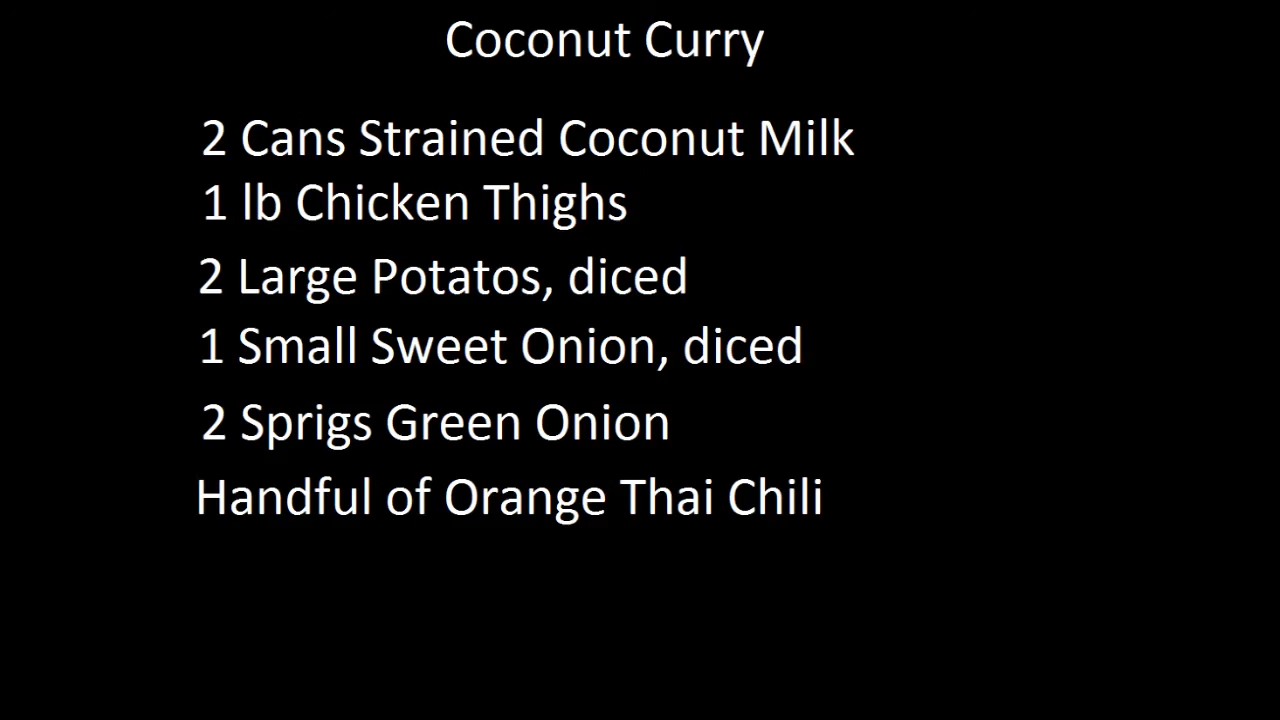 Coconut Curry
2 Cans Strained Coconut Milk
1 lb Chicken Thighs
2 Large Potatos, diced
1 Small Sweet Onion, diced
2 Sprigs Green Onion
Handful of Orange Thai Chili